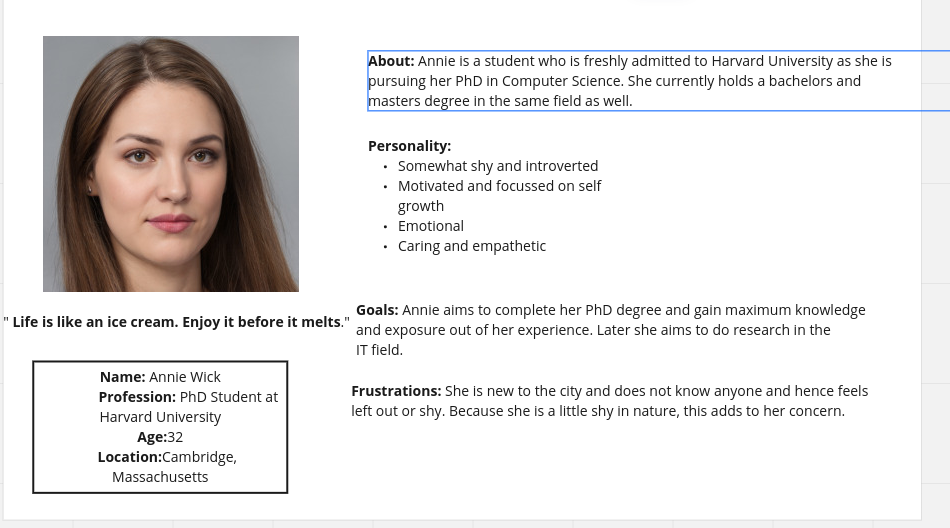 About: Annie is a student who is freshly admitted to Harvard University as she is
pursuing her PhD in Computer Science. She currently holds a bachelors and
masters degree in the same field as well.
Personality:
• Somewhat shy and introverted
• Motivated and focussed on self
growth
• Emotional
• Caring and empathetic
" Life is like an ice cream. Enjoy it before it melts."
Goals: Annie aims to complete her PhD degree and gain maximum knowledge
and exposure out of her experience. Later she aims to do research in the
IT field.
Name: Annie Wick
Profession: PhD Student at
Harvard University
Age:32
Location:Cambridge,
Massachusetts
Frustrations: She is new to the city and does not know anyone and hence feels
left out or shy. Because she is a little shy in nature, this adds to her concern.